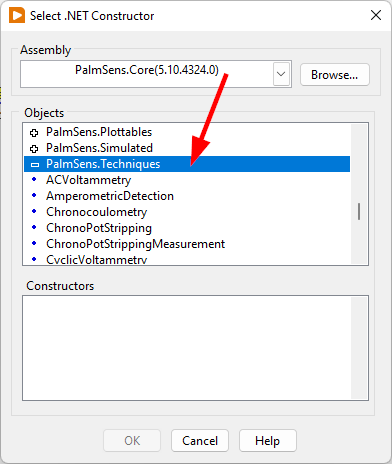 Select .NET Constructor
Assembly
PalmSens.Core(5.10.4324.0)
Browse...
Objects
PalmSens.Plottables
PalmSens.Simulated
PalmSens.Techniques
ACVoltammetry
AmperometricDetection
Chronocoulometry
ChronoPotStripping
ChronoPotStrippingMeasurement
CyclicVoltammetry
Constructors
OK
Cancel
Help